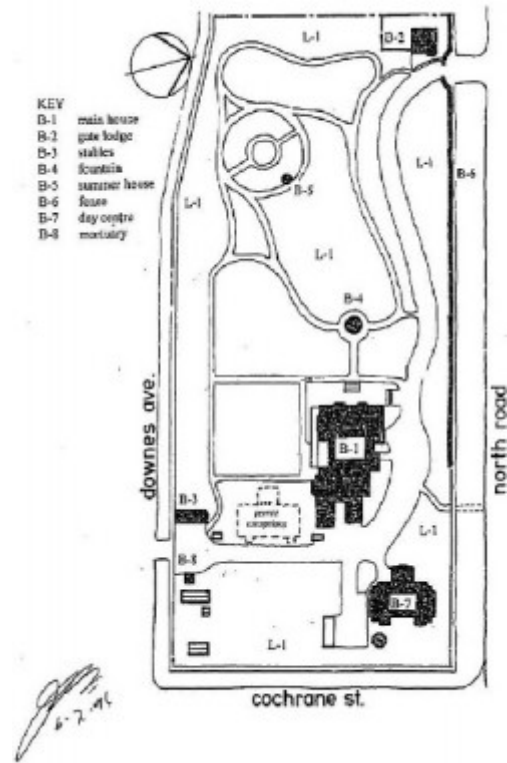 L-1
B-2
KEY
B-1 main house
B-2 gate lodge
B-3 stables
B-4 fountain
B-5 summer house
B-6 fence
B-7 day centre
B-8 mortuary
L-1
B-6
B-5
L-1
L-1
B-4
downes ave.
north road
B-1
B-3
L-1
B-8
B-7
L-1
cochrane st.